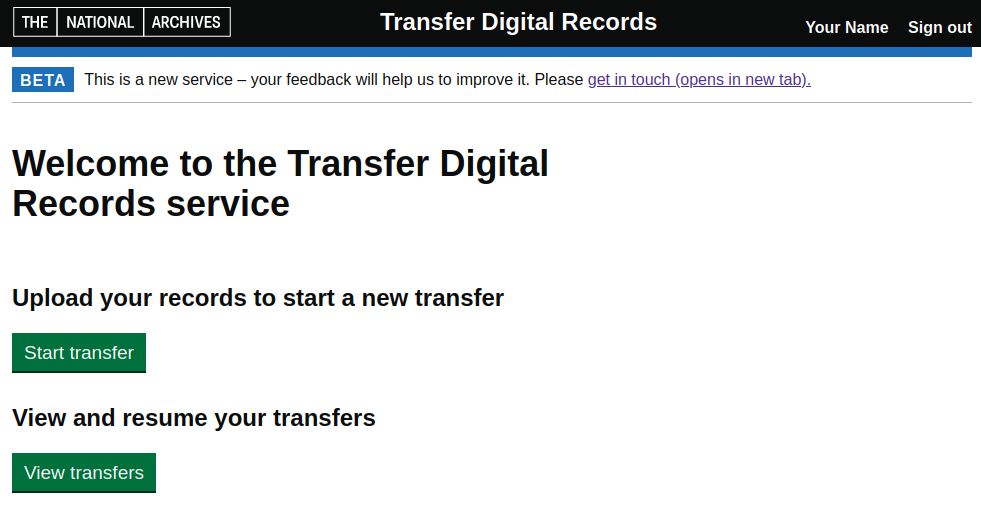 THE NATIONAL ARCHIVES Transfer Digital Records Your Name Sign out
BETA This is a new service – your feedback will help us to improve it. Please get in touch (opens in new tab).
Welcome to the Transfer Digital
Records service
Upload your records to start a new transfer
Start transfer
View and resume your transfers
View transfers